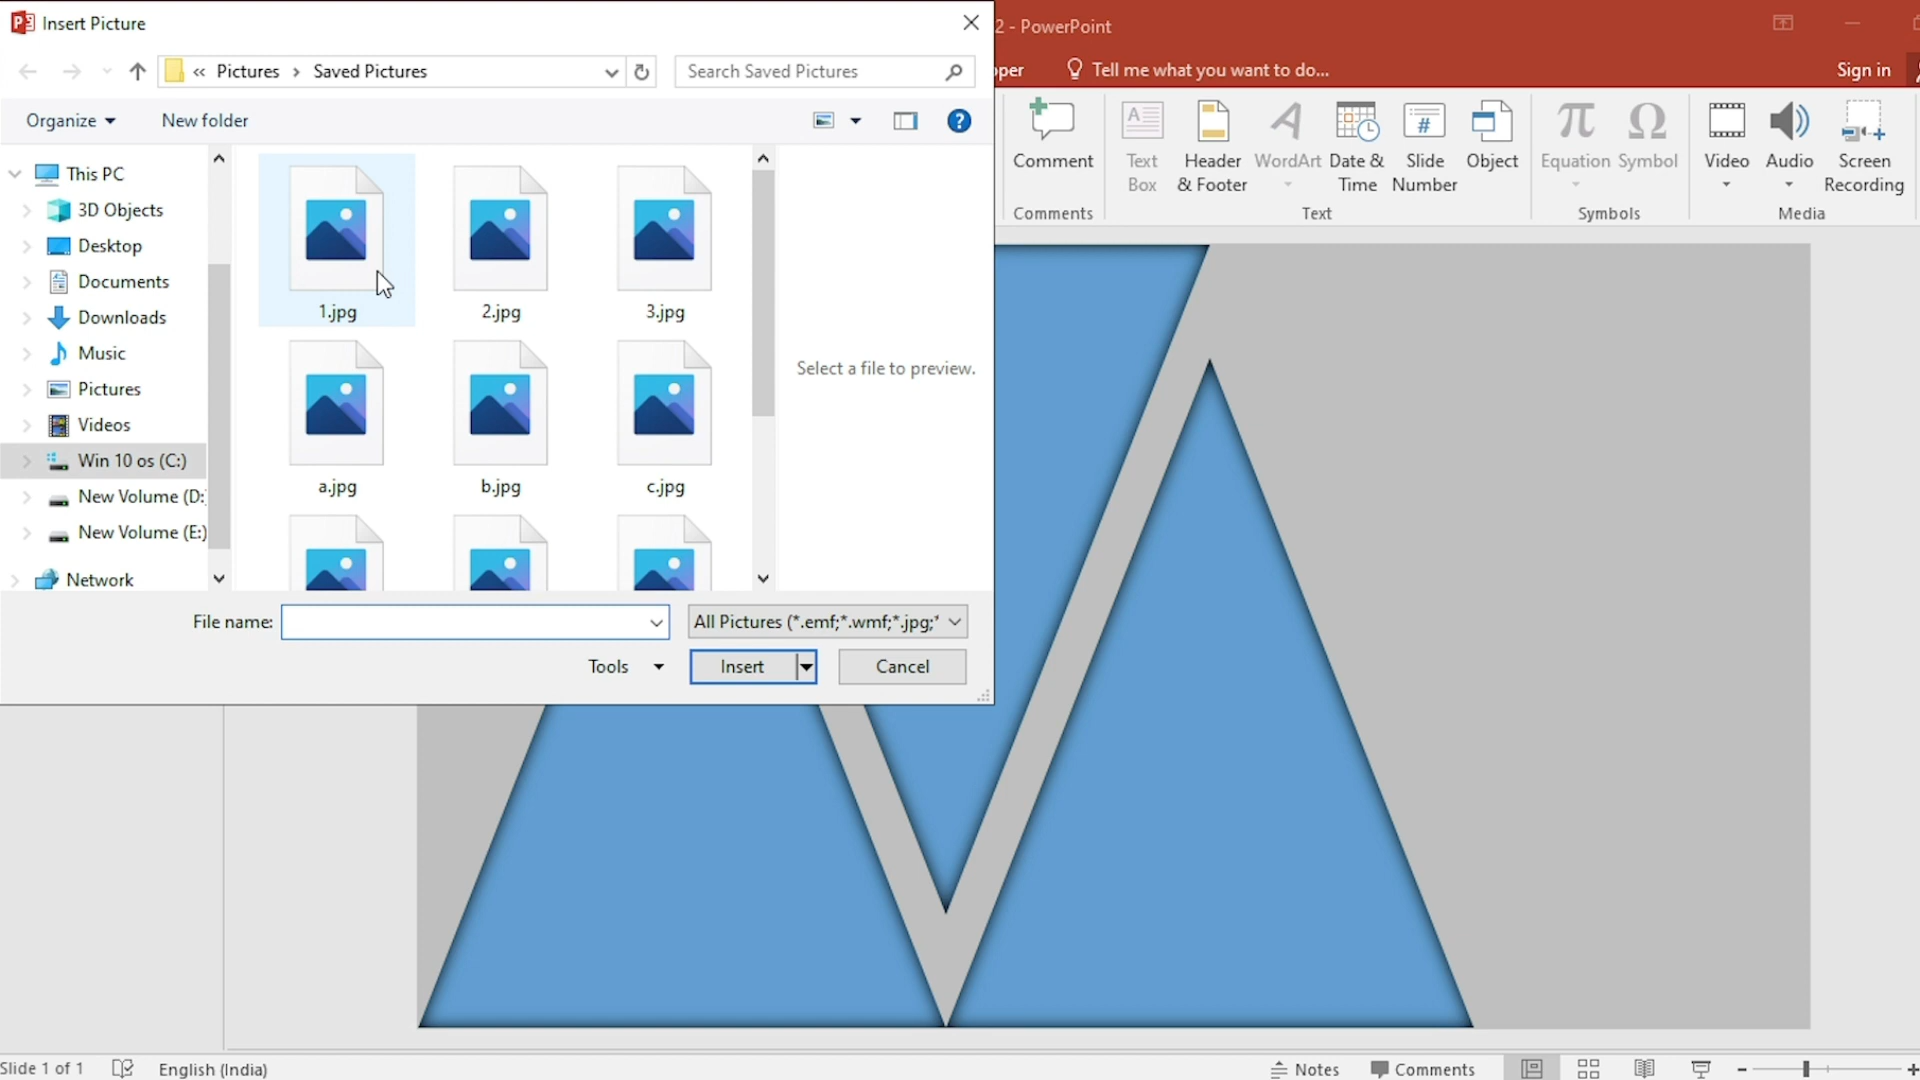 Insert Picture
2 - PowerPoint
« Pictures › Saved Pictures
Search Saved Pictures
Tell me what you want to do...
Sign in
Organize
New folder
Comment
Text Box
Header & Footer
WordArt
Date & Time
Slide Number
Object
Equation
Symbol
Video
Audio
Screen Recording
Comments
Text
Symbols
Media
This PC
3D Objects
Desktop
Documents
Downloads
Music
Pictures
Videos
Win 10 os (C:)
New Volume (D:
New Volume (E:)
Network
1.jpg
2.jpg
3.jpg
a.jpg
b.jpg
c.jpg
Select a file to preview.
File name:
All Pictures (*.emf;*.wmf;*.jpg;*
Tools
Insert
Cancel
Slide 1 of 1
English (India)
Notes
Comments